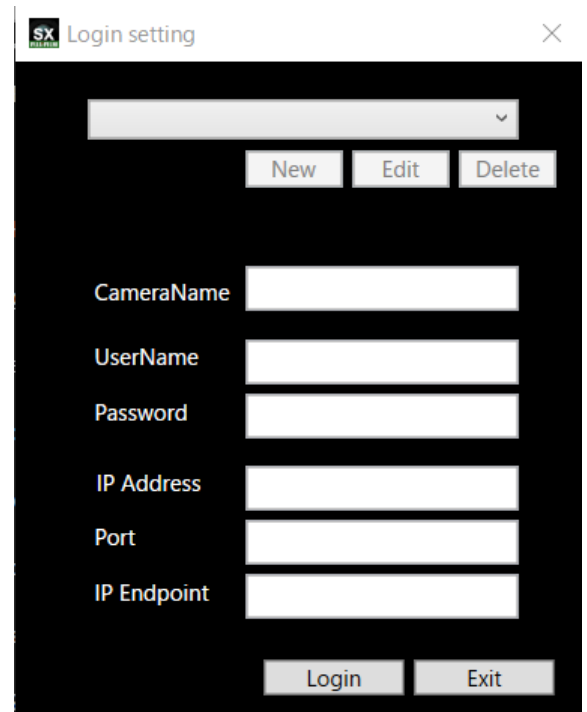 SX Login setting
New Edit Delete
CameraName
UserName
Password
IP Address
Port
IP Endpoint
Login Exit